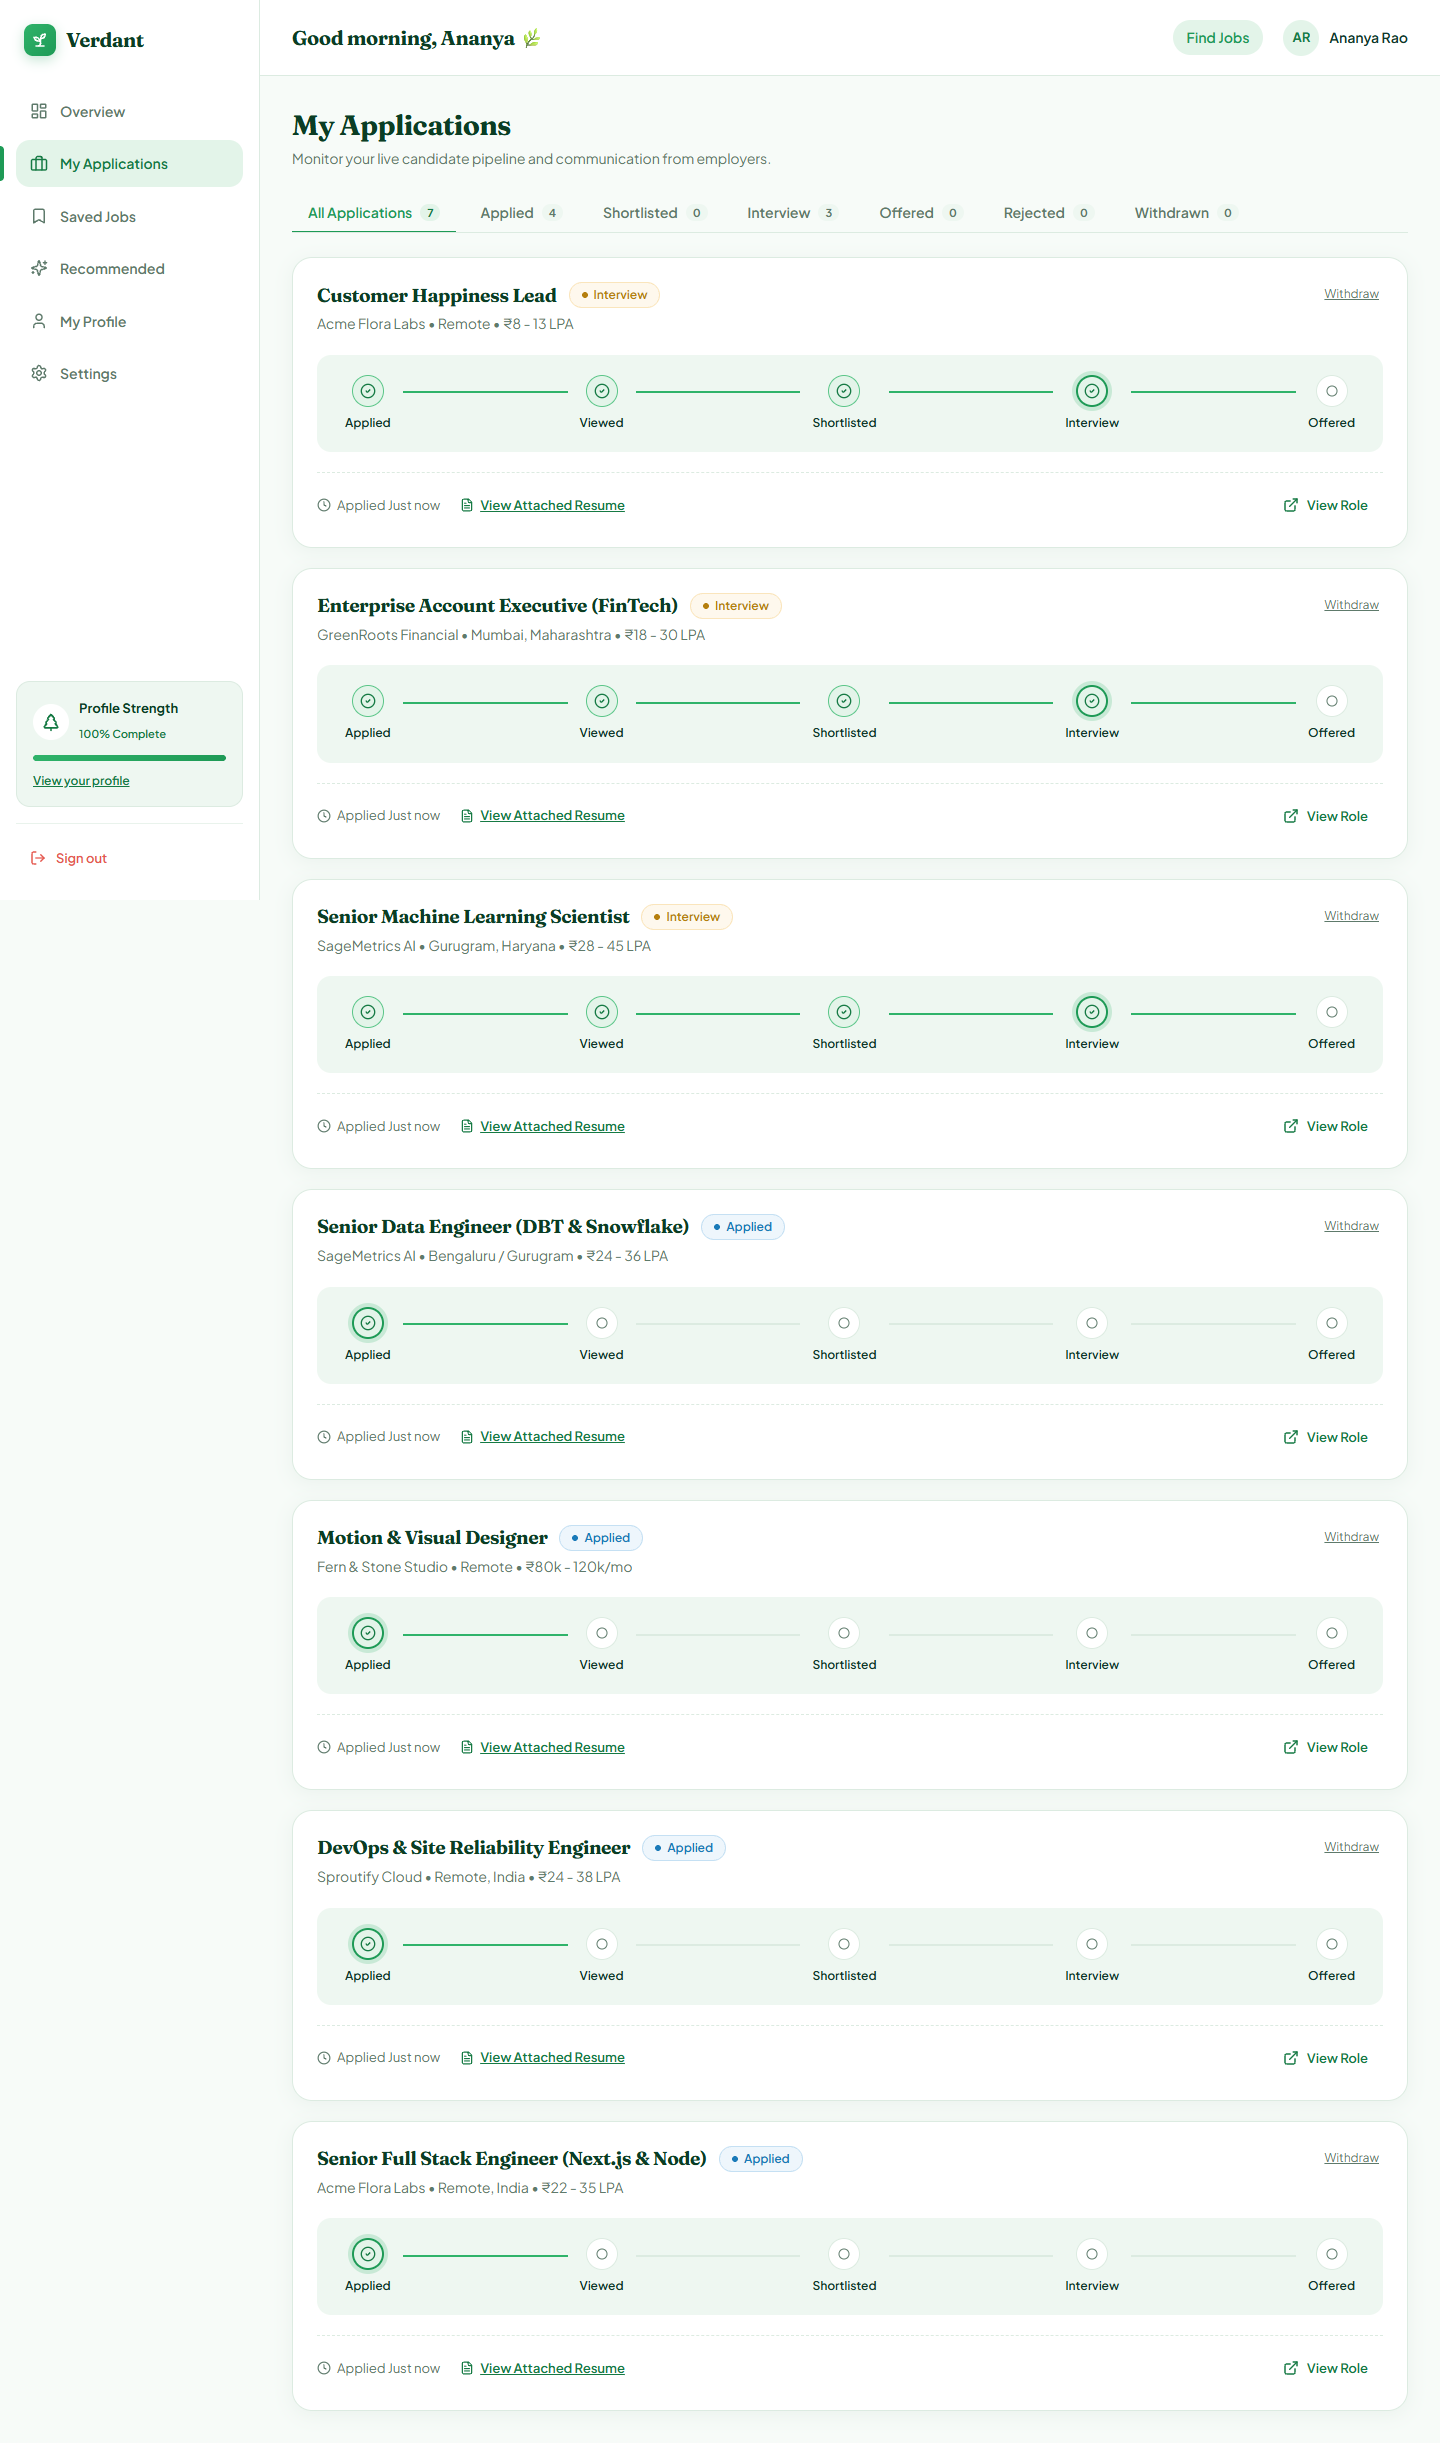 Verdant
Overview
My Applications
Saved Jobs
Recommended
My Profile
Settings
Profile Strength
100% Complete
View your profile
Sign out
Good morning, Ananya 🌿
Find Jobs
AR
Ananya Rao
My Applications
Monitor your live candidate pipeline and communication from employers.
All Applications 7 Applied 4 Shortlisted 0 Interview 3 Offered 0 Rejected 0 Withdrawn 0
Customer Happiness Lead • Interview Withdraw
Acme Flora Labs • Remote • ₹8 - 13 LPA
Applied Viewed Shortlisted Interview Offered
Applied Just now View Attached Resume View Role
Enterprise Account Executive (FinTech) • Interview Withdraw
GreenRoots Financial • Mumbai, Maharashtra • ₹18 - 30 LPA
Applied Viewed Shortlisted Interview Offered
Applied Just now View Attached Resume View Role
Senior Machine Learning Scientist • Interview Withdraw
SageMetrics AI • Gurugram, Haryana • ₹28 - 45 LPA
Applied Viewed Shortlisted Interview Offered
Applied Just now View Attached Resume View Role
Senior Data Engineer (DBT & Snowflake) • Applied Withdraw
SageMetrics AI • Bengaluru / Gurugram • ₹24 - 36 LPA
Applied Viewed Shortlisted Interview Offered
Applied Just now View Attached Resume View Role
Motion & Visual Designer • Applied Withdraw
Fern & Stone Studio • Remote • ₹80k - 120k/mo
Applied Viewed Shortlisted Interview Offered
Applied Just now View Attached Resume View Role
DevOps & Site Reliability Engineer • Applied Withdraw
Sproutify Cloud • Remote, India • ₹24 - 38 LPA
Applied Viewed Shortlisted Interview Offered
Applied Just now View Attached Resume View Role
Senior Full Stack Engineer (Next.js & Node) • Applied Withdraw
Acme Flora Labs • Remote, India • ₹22 - 35 LPA
Applied Viewed Shortlisted Interview Offered
Applied Just now View Attached Resume View Role